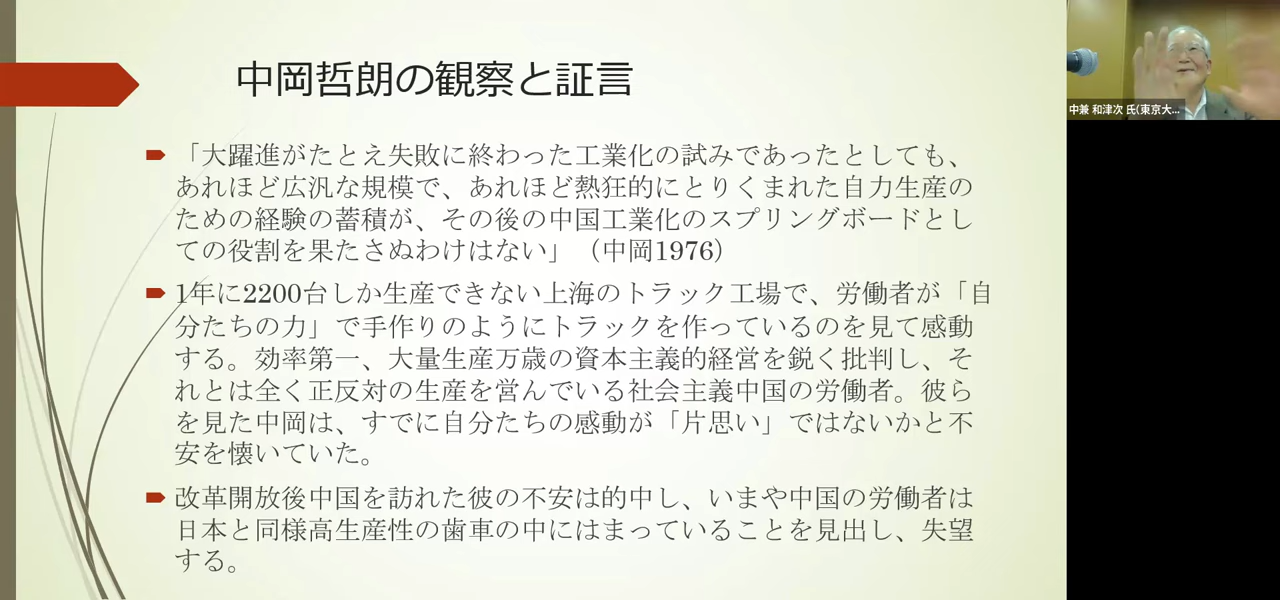 中岡哲朗の観察と証言
「大躍進がたとえ失敗に終わった工業化の試みであったとしても、
あれほど広汎な規模で、あれほど熱狂的にとりくまれた自力生産の
ための経験の蓄積が、その後の中国工業化のスプリングボードとし
ての役割を果たさぬわけはない」（中岡1976）
1年に2200台しか生産できない上海のトラック工場で、労働者が「自
分たちの力」で手作りのようにトラックを作っているのを見て感動
する。効率第一、大量生産万歳の資本主義的経営を鋭く批判し、そ
れとは全く正反対の生産を営んでいる社会主義中国の労働者。彼ら
を見た中岡は、すでに自分たちの感動が「片思い」ではないかと不
安を懐いていた。
改革開放後中国を訪れた彼の不安は的中し、いまや中国の労働者は
日本と同様高生産性の歯車の中にはまっていることを見出し、失望
する。
中兼 和津次 氏(東京大...